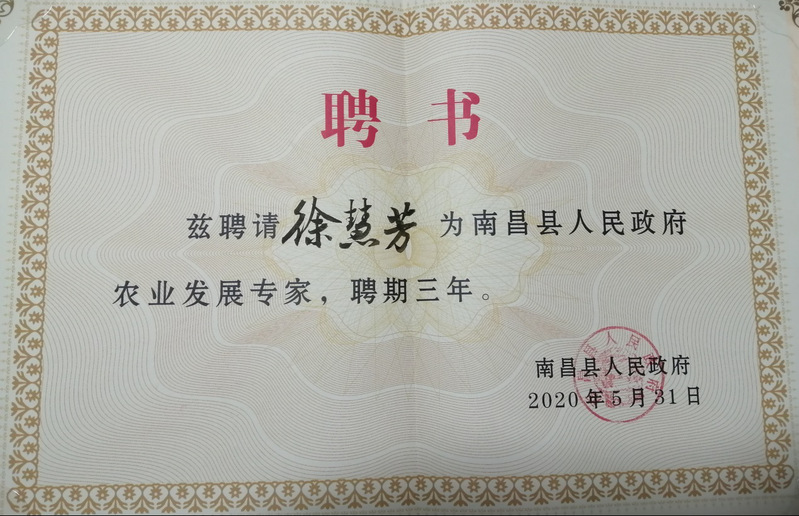 聘书
兹聘请徐慧芳为南昌县人民政府
农业发展专家，聘期三年。
南昌县人民政府
2020年5月31日